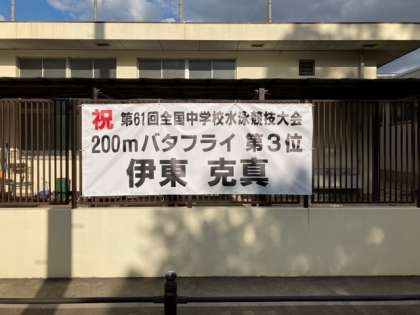 祝 第61回全国中学校水泳競技大会
200mバタフライ 第3位
伊東 克真